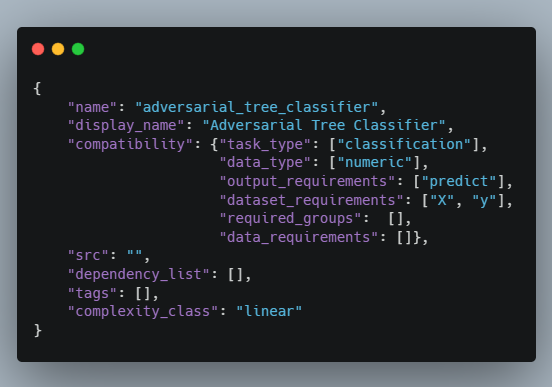 {
    "name": "adversarial_tree_classifier",
    "display_name": "Adversarial Tree Classifier",
    "compatibility": {"task_type": ["classification"],
                      "data_type": ["numeric"],
                      "output_requirements": ["predict"],
                      "dataset_requirements": ["X", "y"],
                      "required_groups":  [],
                      "data_requirements": []},
    "src": "",
    "dependency_list": [],
    "tags": [],
    "complexity_class": "linear"
}